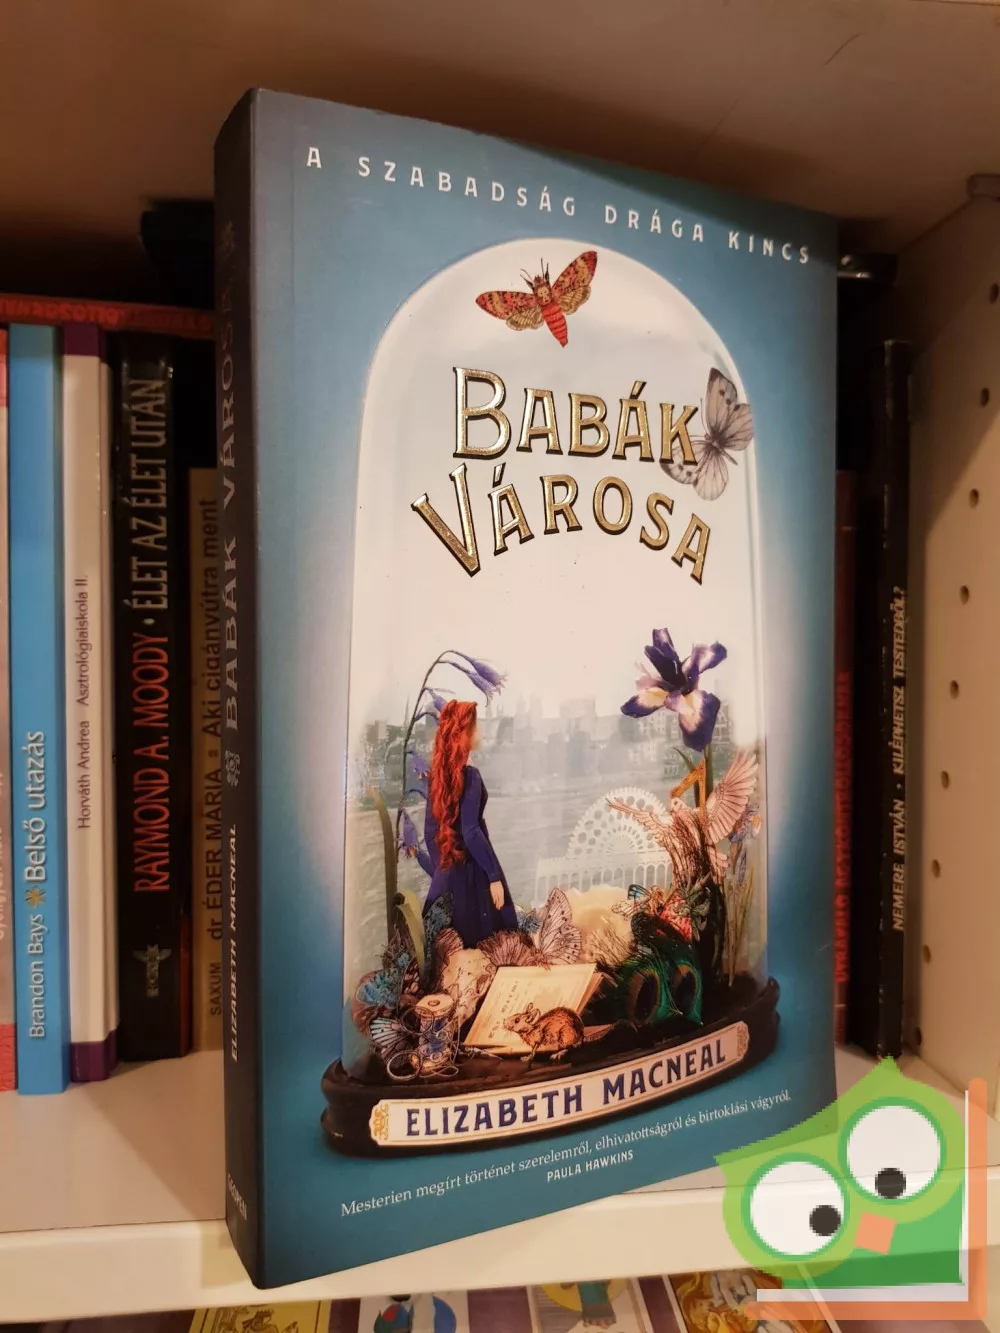 A SZABADSÁG DRÁGA KINCS
BABÁK
VÁROSA
ELIZABETH MACNEAL
Mesterien megírt történet szerelemről, elhivatottságról és birtoklási vágyról.
PAULA HAWKINS
ELIZABETH MACNEAL
BABÁK VÁROSA
Brandon Bays Belső utazás
Horváth Andrea Asztrológiaiskola II.
RAYMOND A. MOODY • ÉLET AZ ÉLET UTÁN
SAXUM
dr ÉDER MÁRIA Aki cigányútra ment
NEMERE ISTVÁN • KILÉPHETSZ TESTEDBŐL?